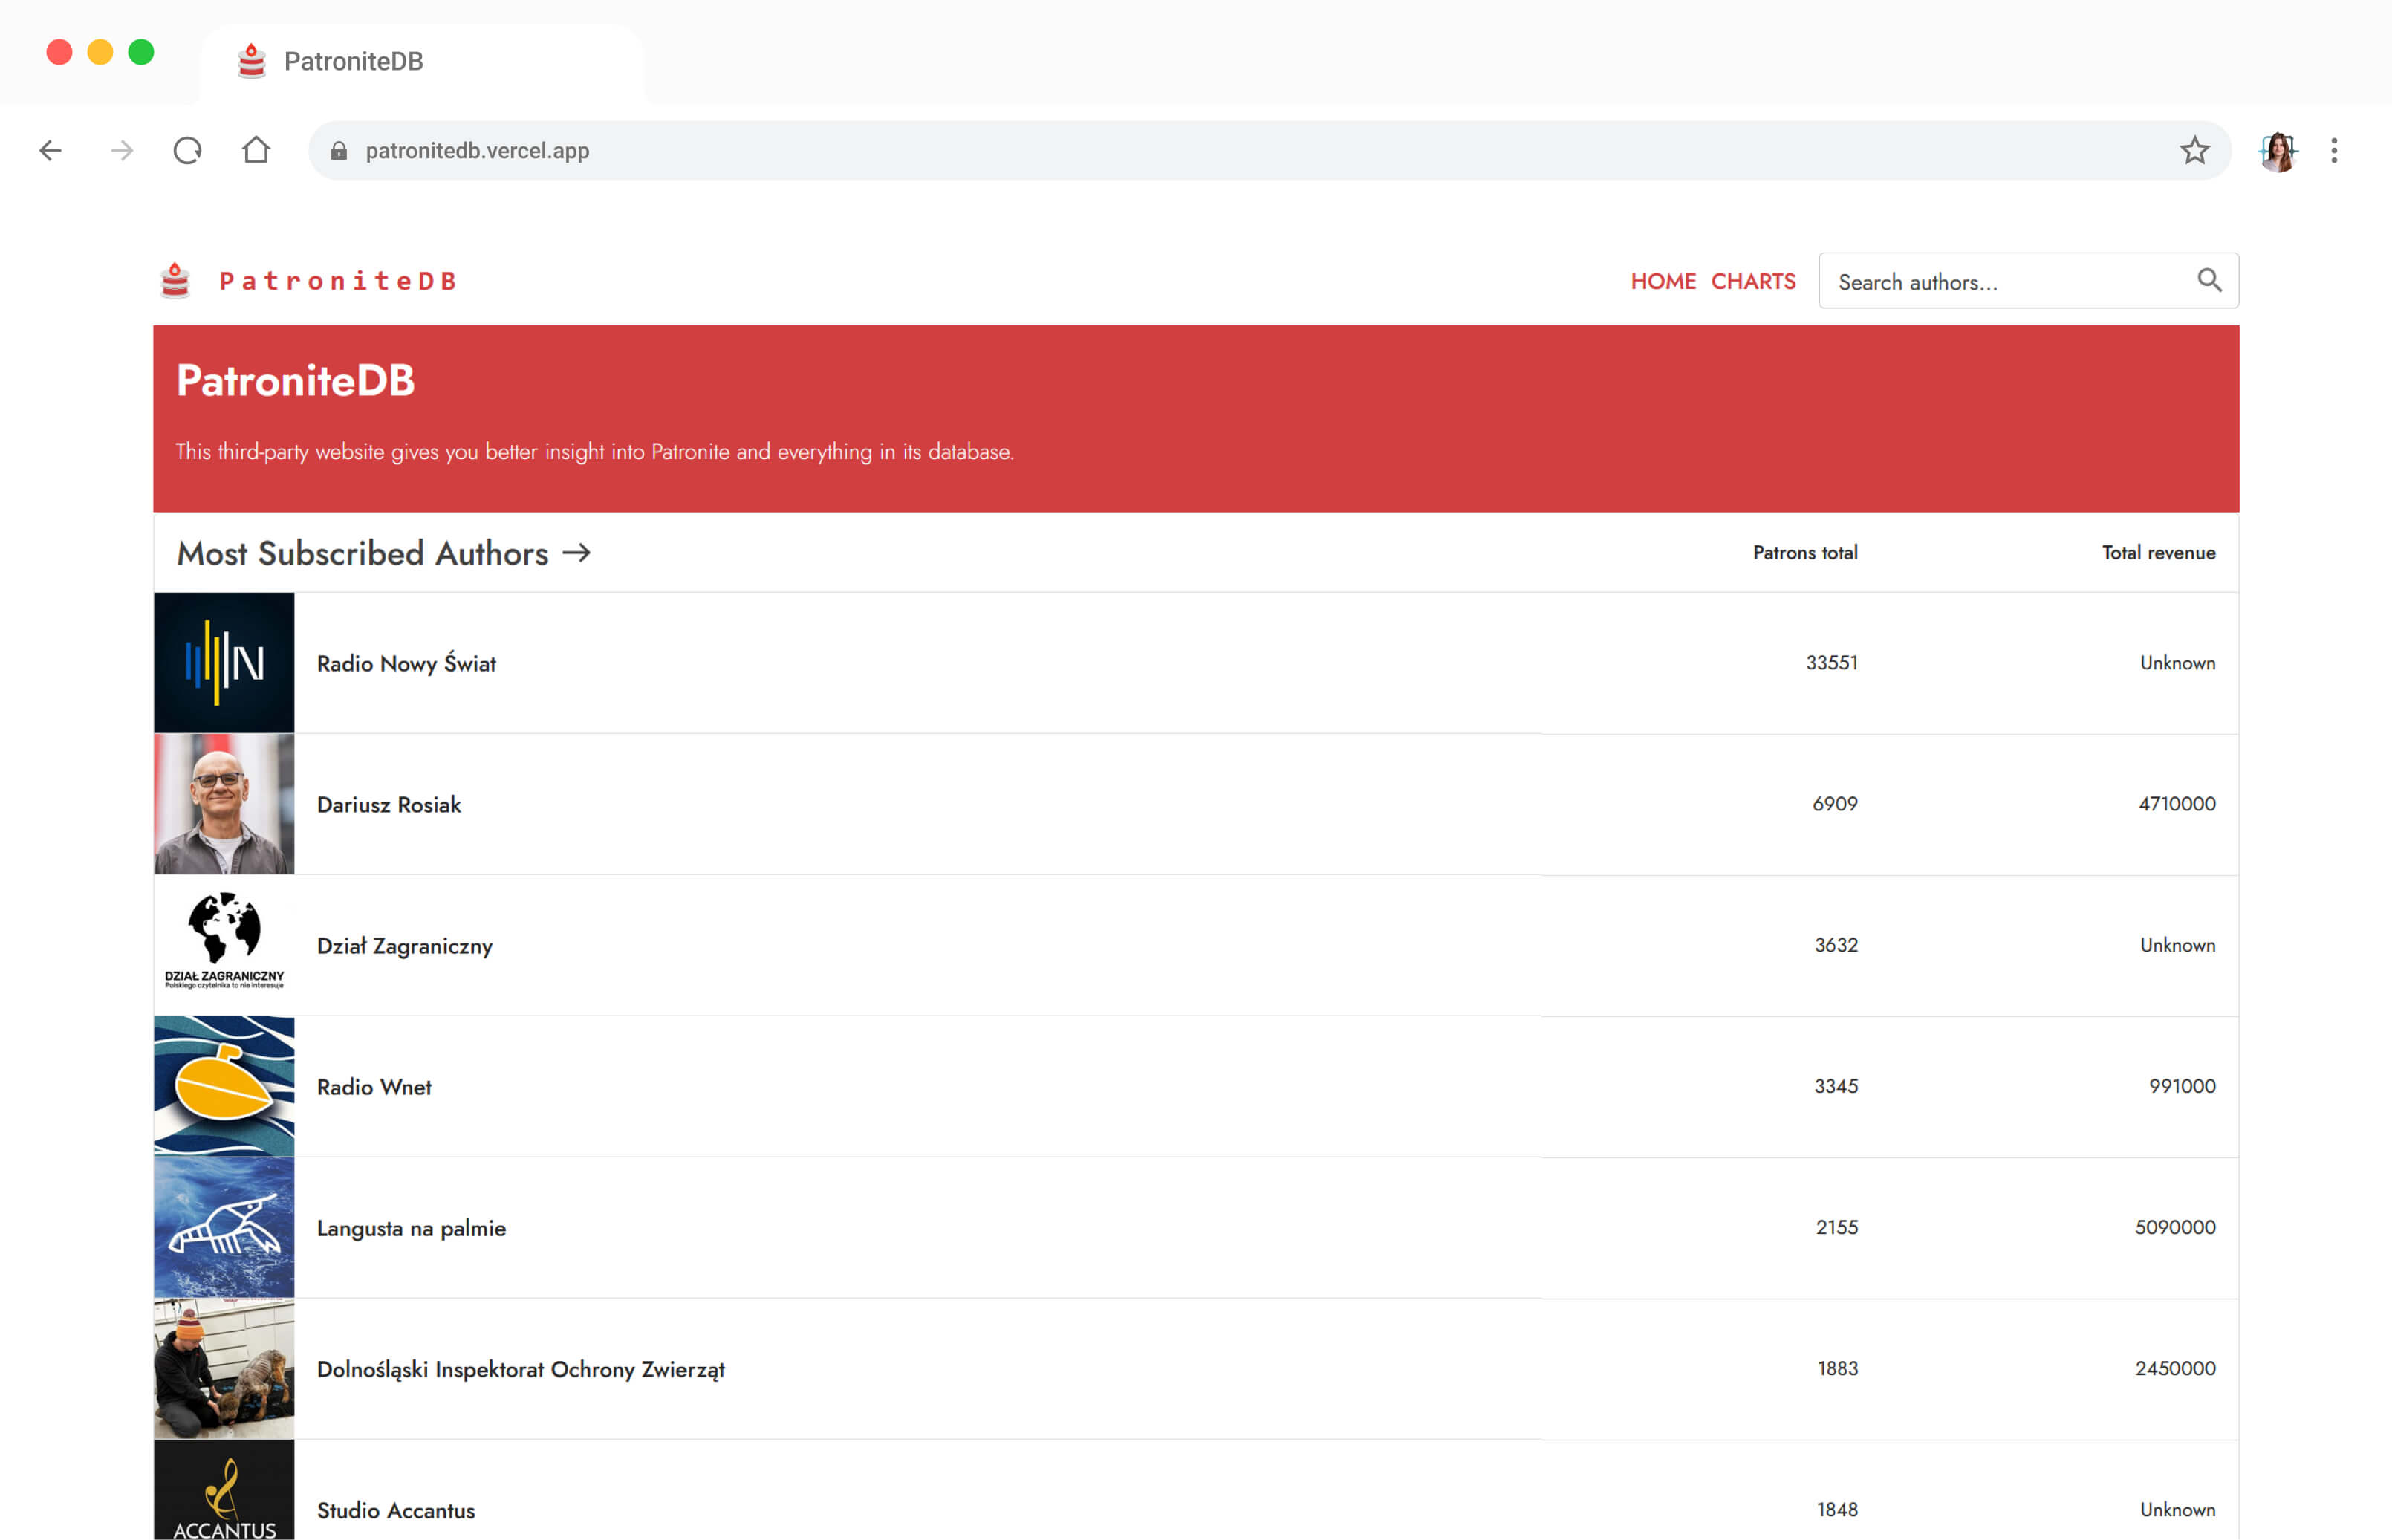 PatroniteDB
patronitedb.vercel.app
PatroniteDB
HOME CHARTS Search authors...
PatroniteDB
This third-party website gives you better insight into Patronite and everything in its database.
Most Subscribed Authors → Patrons total Total revenue
N
Radio Nowy Świat 33551 Unknown
Dariusz Rosiak 6909 4710000
Dział Zagraniczny 3632 Unknown
DZIAŁ ZAGRANICZNY
Polskiego czytelnika to nie interesuje
Radio Wnet 3345 991000
Langusta na palmie 2155 5090000
Dolnośląski Inspektorat Ochrony Zwierząt 1883 2450000
Studio Accantus 1848 Unknown
ACCANTUS